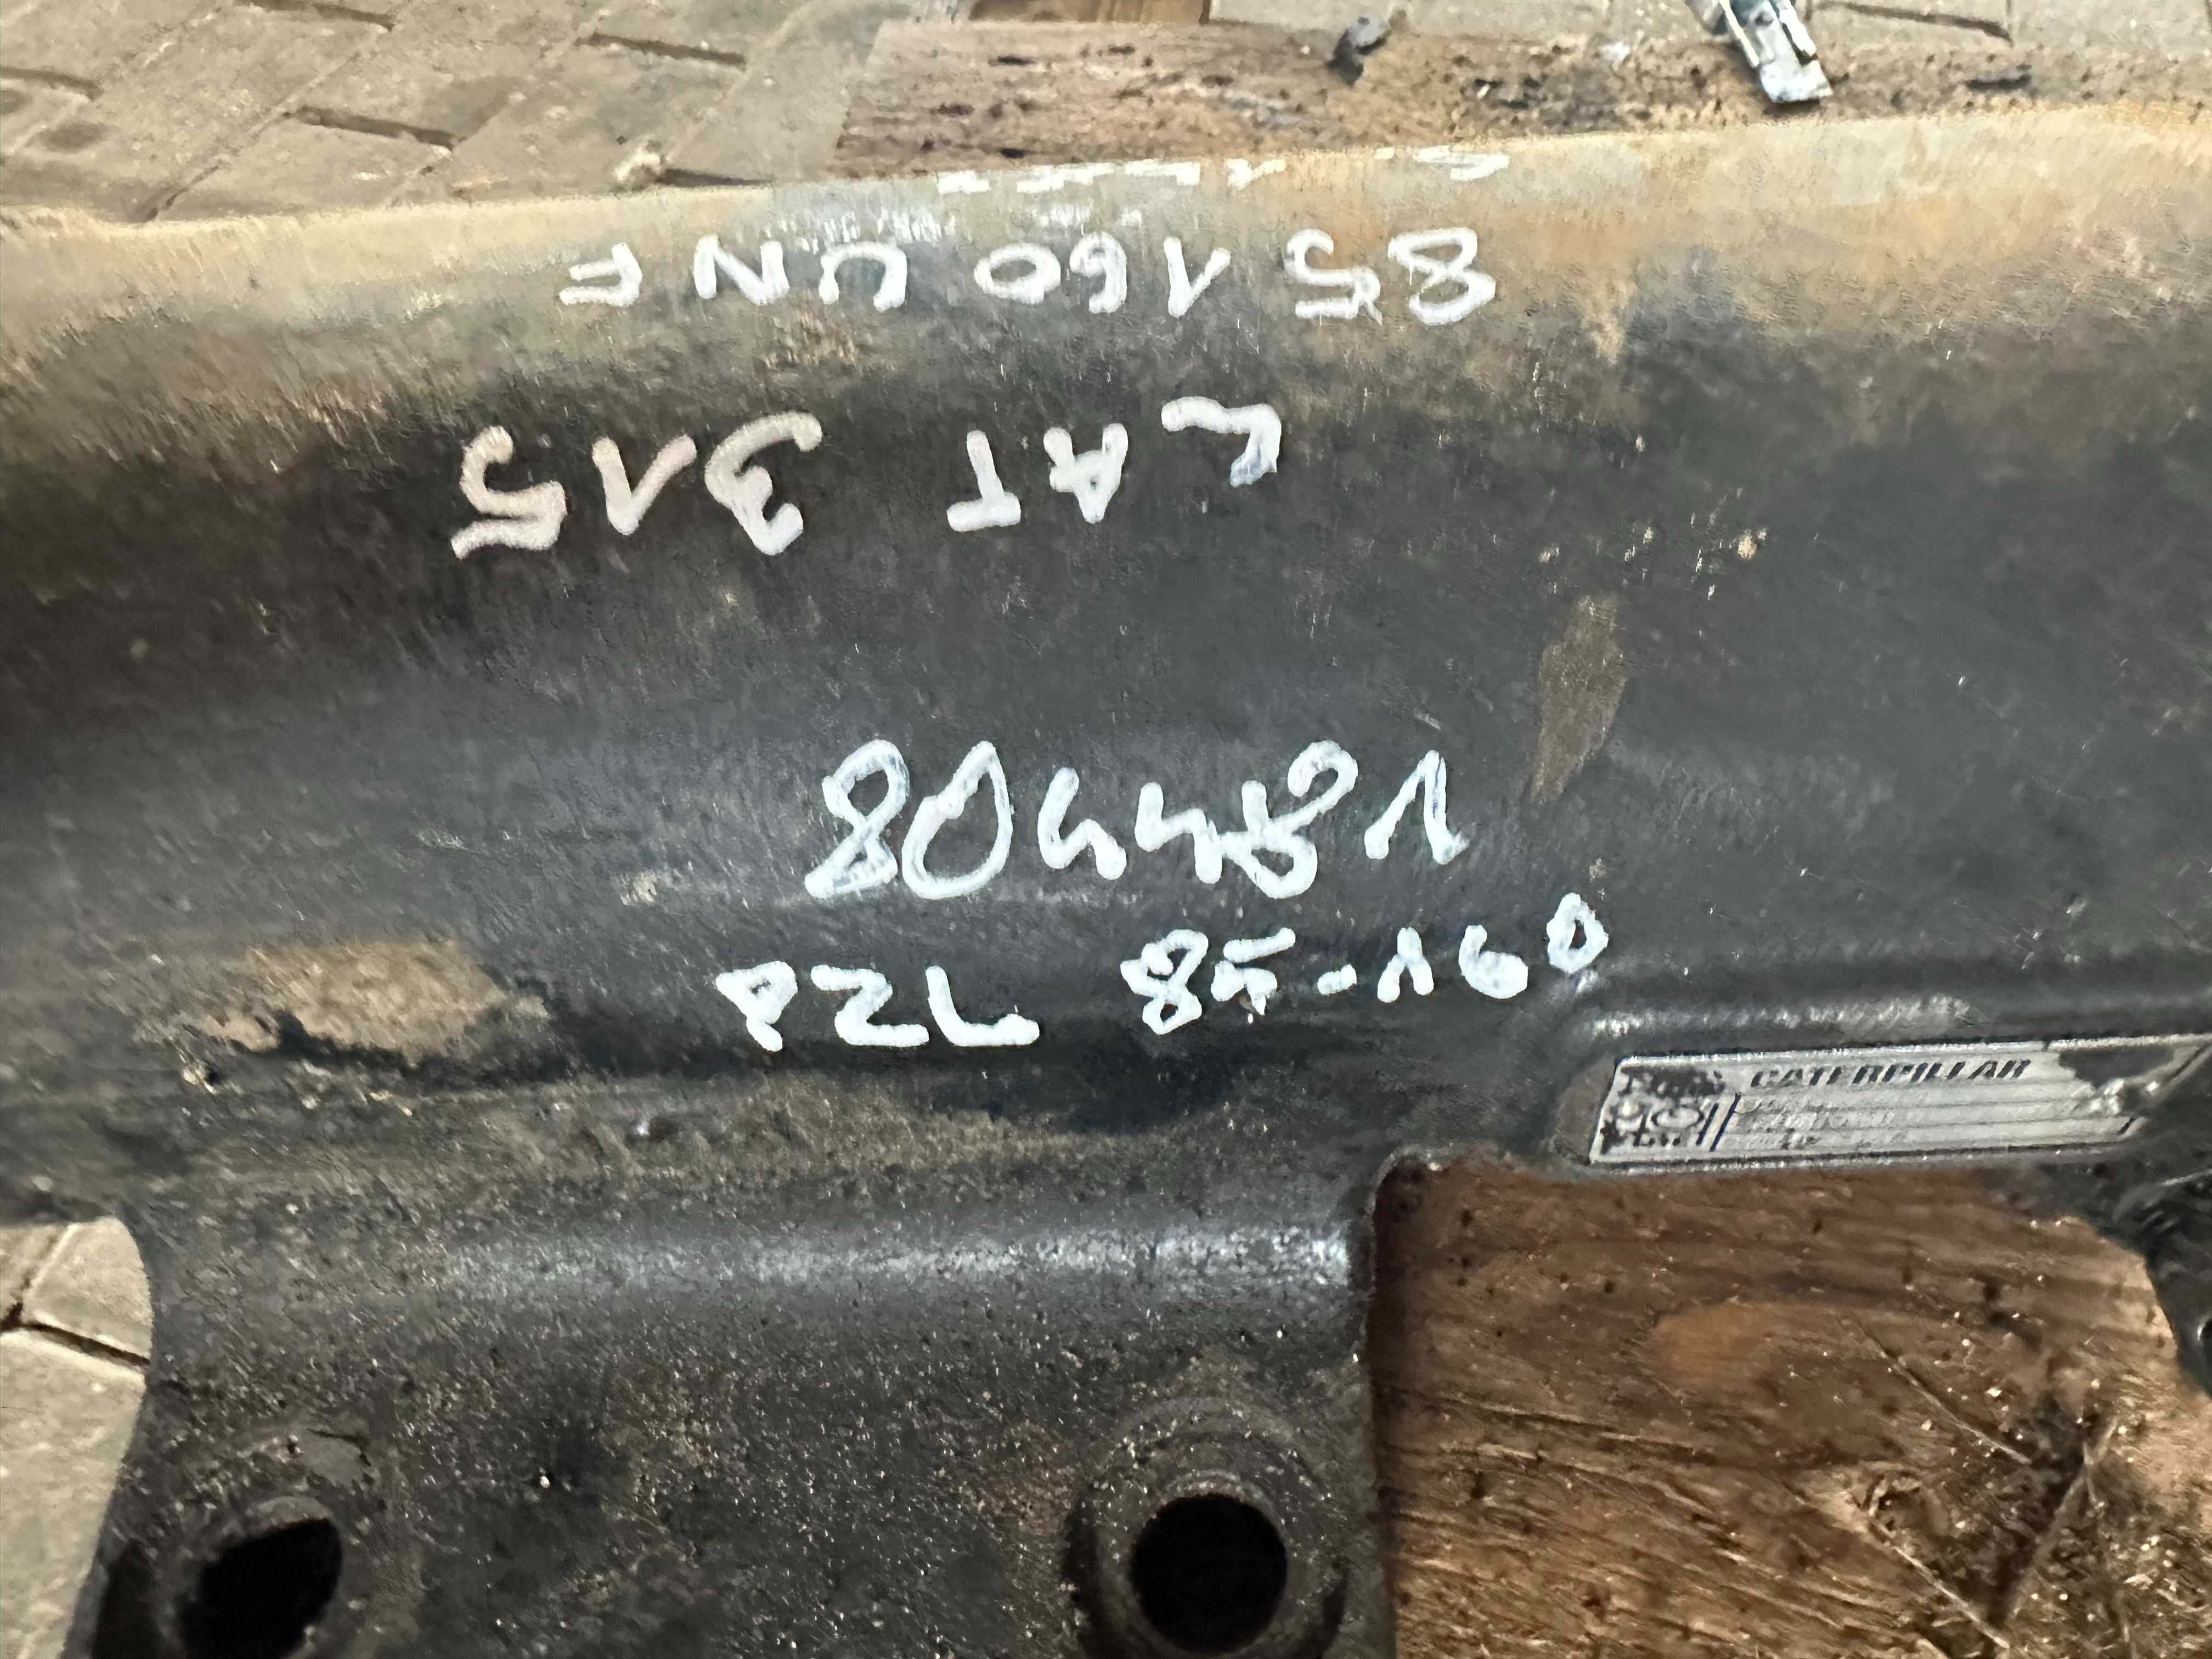 85 160 UNF
CAT 315
804481
PZL 85-160
CATERPILLAR